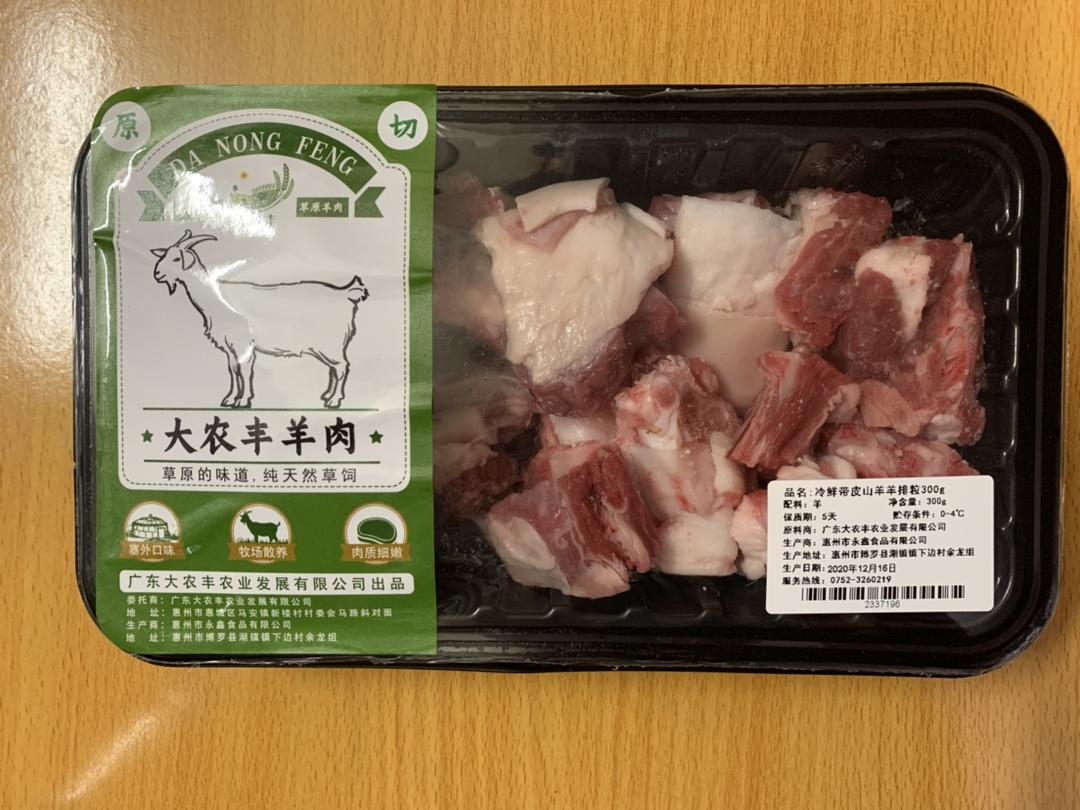 原 切
DA NONG FENG
丰
草原羊肉
大农丰羊肉
草原的味道,纯天然草饲
塞外口味
牧场散养
肉质细嫩
广东大农丰农业发展有限公司出品
委托商：广东大农丰农业发展有限公司
地 址：惠州市惠城区马安镇新楼村村委会马路斜对面
生产商：惠州市永鑫食品有限公司
地 址：惠州市博罗县湖镇镇下边村余龙组
品名:冷鲜带皮山羊羊排粒300g
配料：羊 净含量：300g
保质期：5天 贮存条件：0-4℃
原料商：广东大农丰农业发展有限公司
生产商：惠州市永鑫食品有限公司
生产地址：惠州市博罗县湖镇镇下边村余龙组
生产日期：2020年12月16日
服务热线：0752-3260219
2337196